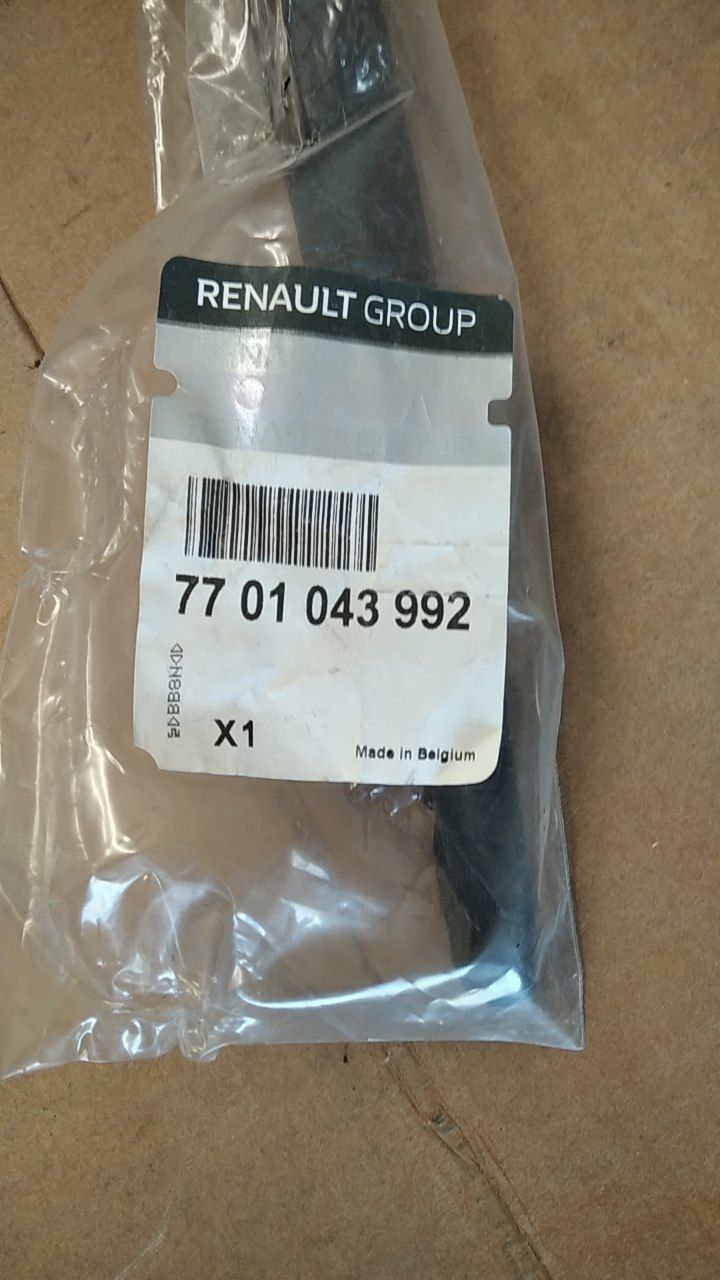 RENAULT GROUP
77 01 043 992
X1
Made in Belgium